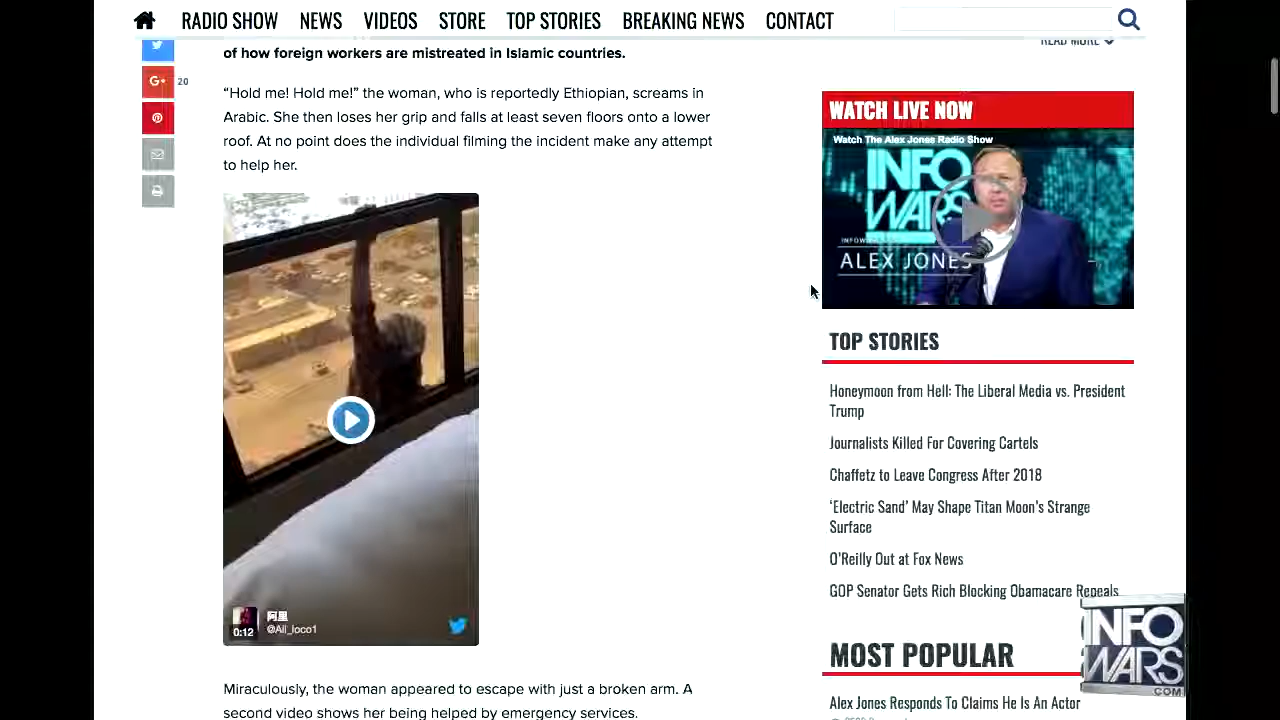 RADIO SHOW NEWS VIDEOS STORE TOP STORIES BREAKING NEWS CONTACT
of how foreign workers are mistreated in Islamic countries.
READ MORE
20
“Hold me! Hold me!” the woman, who is reportedly Ethiopian, screams in
Arabic. She then loses her grip and falls at least seven floors onto a lower
roof. At no point does the individual filming the incident make any attempt
to help her.
阿里
@Ali_loco1
0:12
Miraculously, the woman appeared to escape with just a broken arm. A
second video shows her being helped by emergency services.
WATCH LIVE NOW
Watch The Alex Jones Radio Show
INFO
WARS
ALEX JONES
TOP STORIES
Honeymoon from Hell: The Liberal Media vs. President
Trump
Journalists Killed For Covering Cartels
Chaffetz to Leave Congress After 2018
‘Electric Sand’ May Shape Titan Moon’s Strange
Surface
O’Reilly Out at Fox News
GOP Senator Gets Rich Blocking Obamacare Repeals
MOST POPULAR
Alex Jones Responds To Claims He Is An Actor
INFO
WARS
.COM